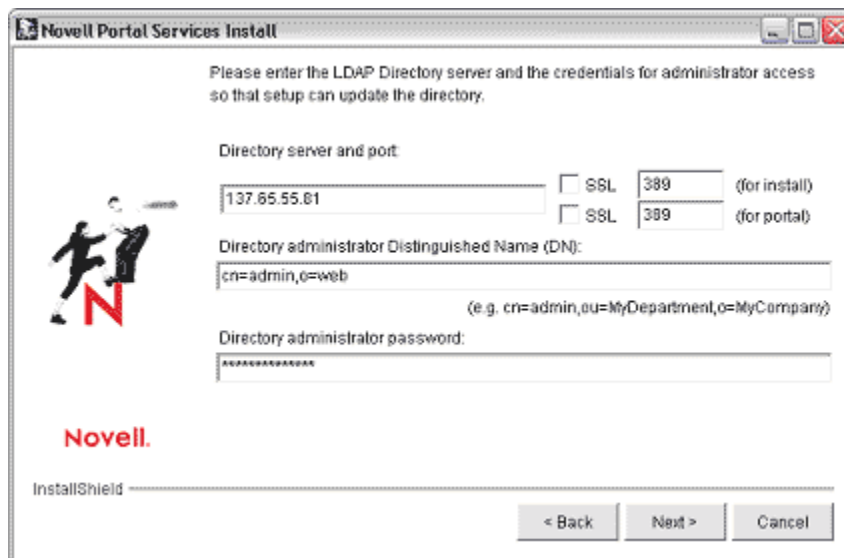 Novell Portal Services Install
Please enter the LDAP Directory server and the credentials for administrator access
so that setup can update the directory.
Directory server and port:
137.65.55.81
SSL 389 (for install)
SSL 389 (for portal)
Directory administrator Distinguished Name (DN):
cn=admin,o=web
(e.g. cn=admin,ou=MyDepartment,o=MyCompany)
Directory administrator password:
**************
N
Novell.
InstallShield
< Back Next > Cancel